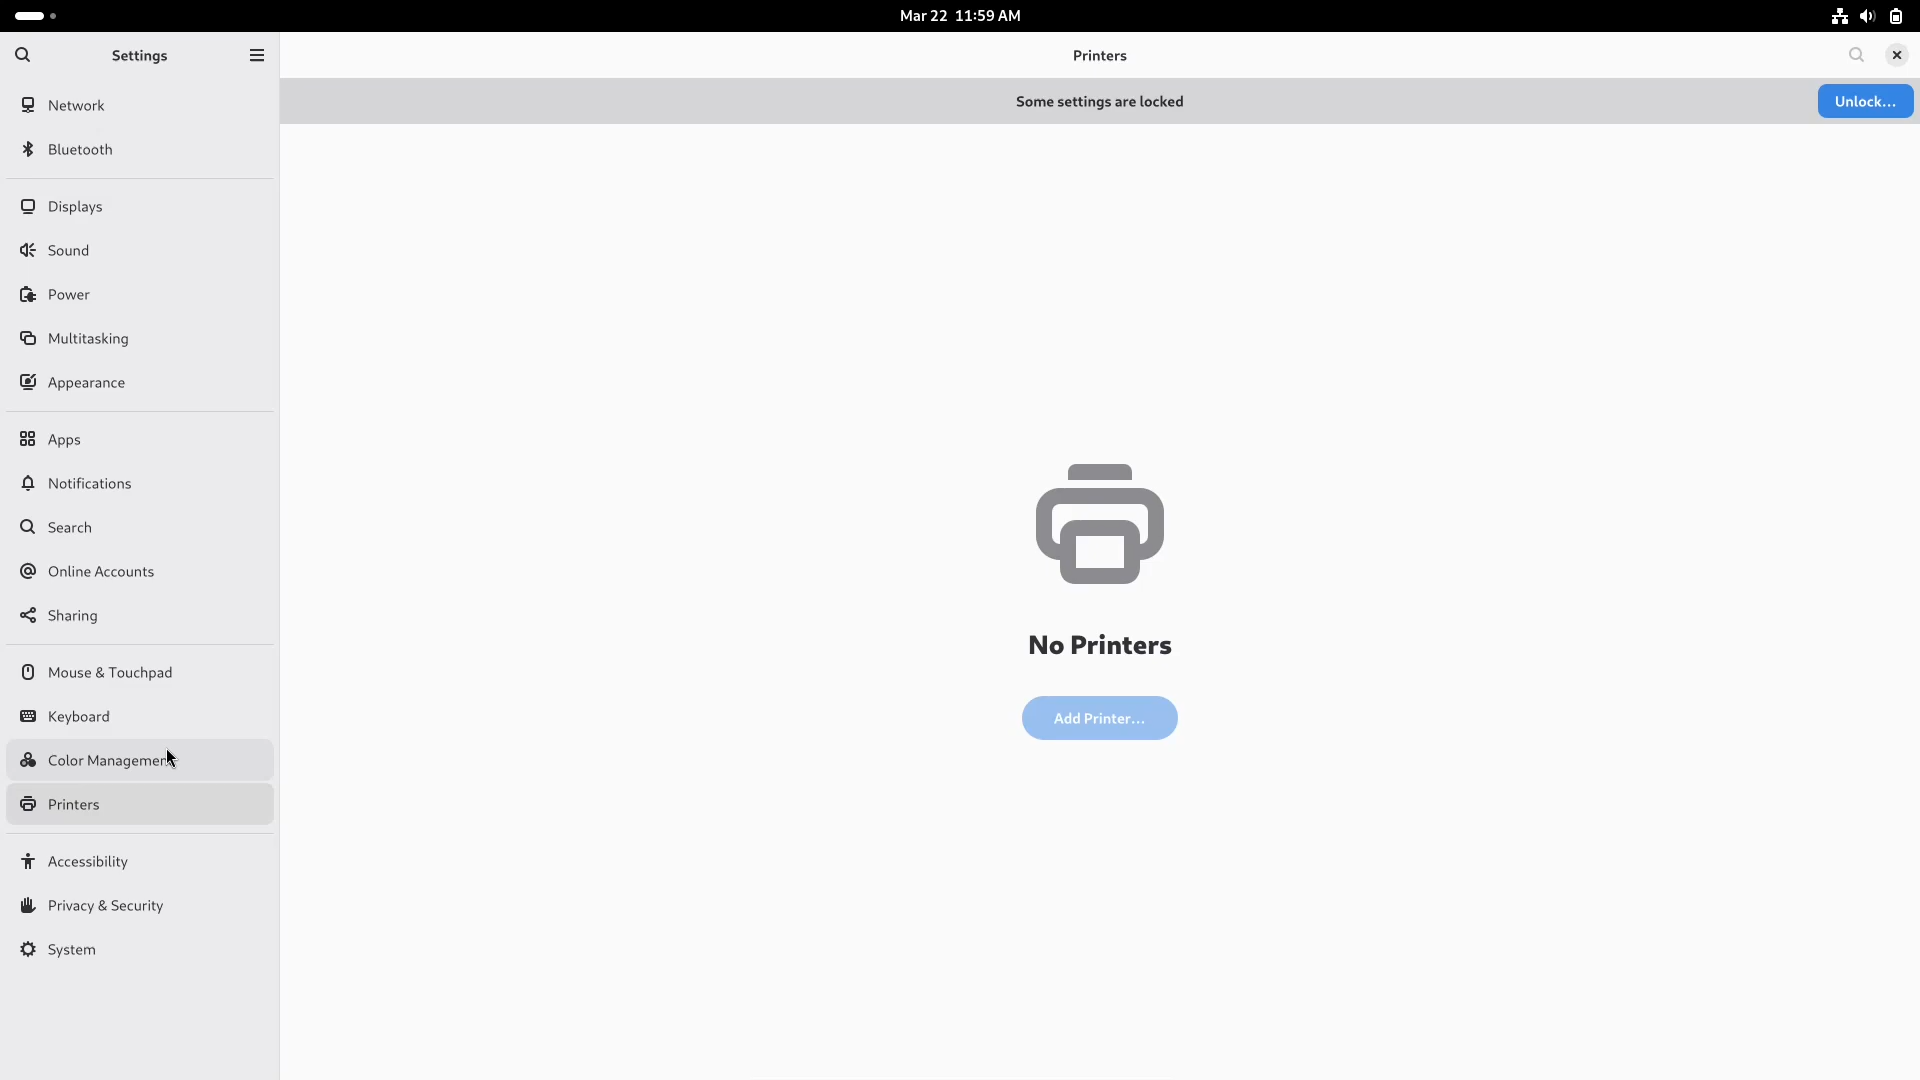 Mar 22 11:59 AM
Settings
Printers
Some settings are locked
Unlock...
Network
Bluetooth
Displays
Sound
Power
Multitasking
Appearance
Apps
Notifications
Search
Online Accounts
Sharing
Mouse & Touchpad
Keyboard
Color Management
Printers
Accessibility
Privacy & Security
System
No Printers
Add Printer...